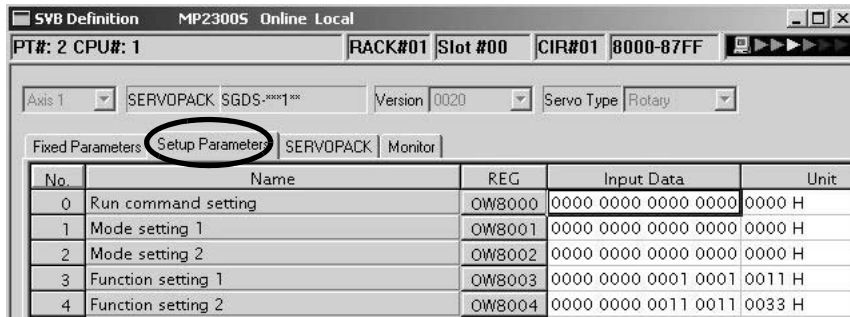 SVB Definition MP2300S Online Local
PT#: 2 CPU#: 1 RACK#01 Slot #00 CIR#01 8000-87FF
Axis 1 SERVOPACK SGDS-***1** Version 0020 Servo Type Rotary
Fixed Parameters Setup Parameters SERVOPACK Monitor
No. Name REG Input Data Unit
0 Run command setting OW8000 0000 0000 0000 0000 0000 H
1 Mode setting 1 OW8001 0000 0000 0000 0000 0000 H
2 Mode setting 2 OW8002 0000 0000 0000 0000 0000 H
3 Function setting 1 OW8003 0000 0000 0001 0001 0011 H
4 Function setting 2 OW8004 0000 0000 0011 0011 0033 H